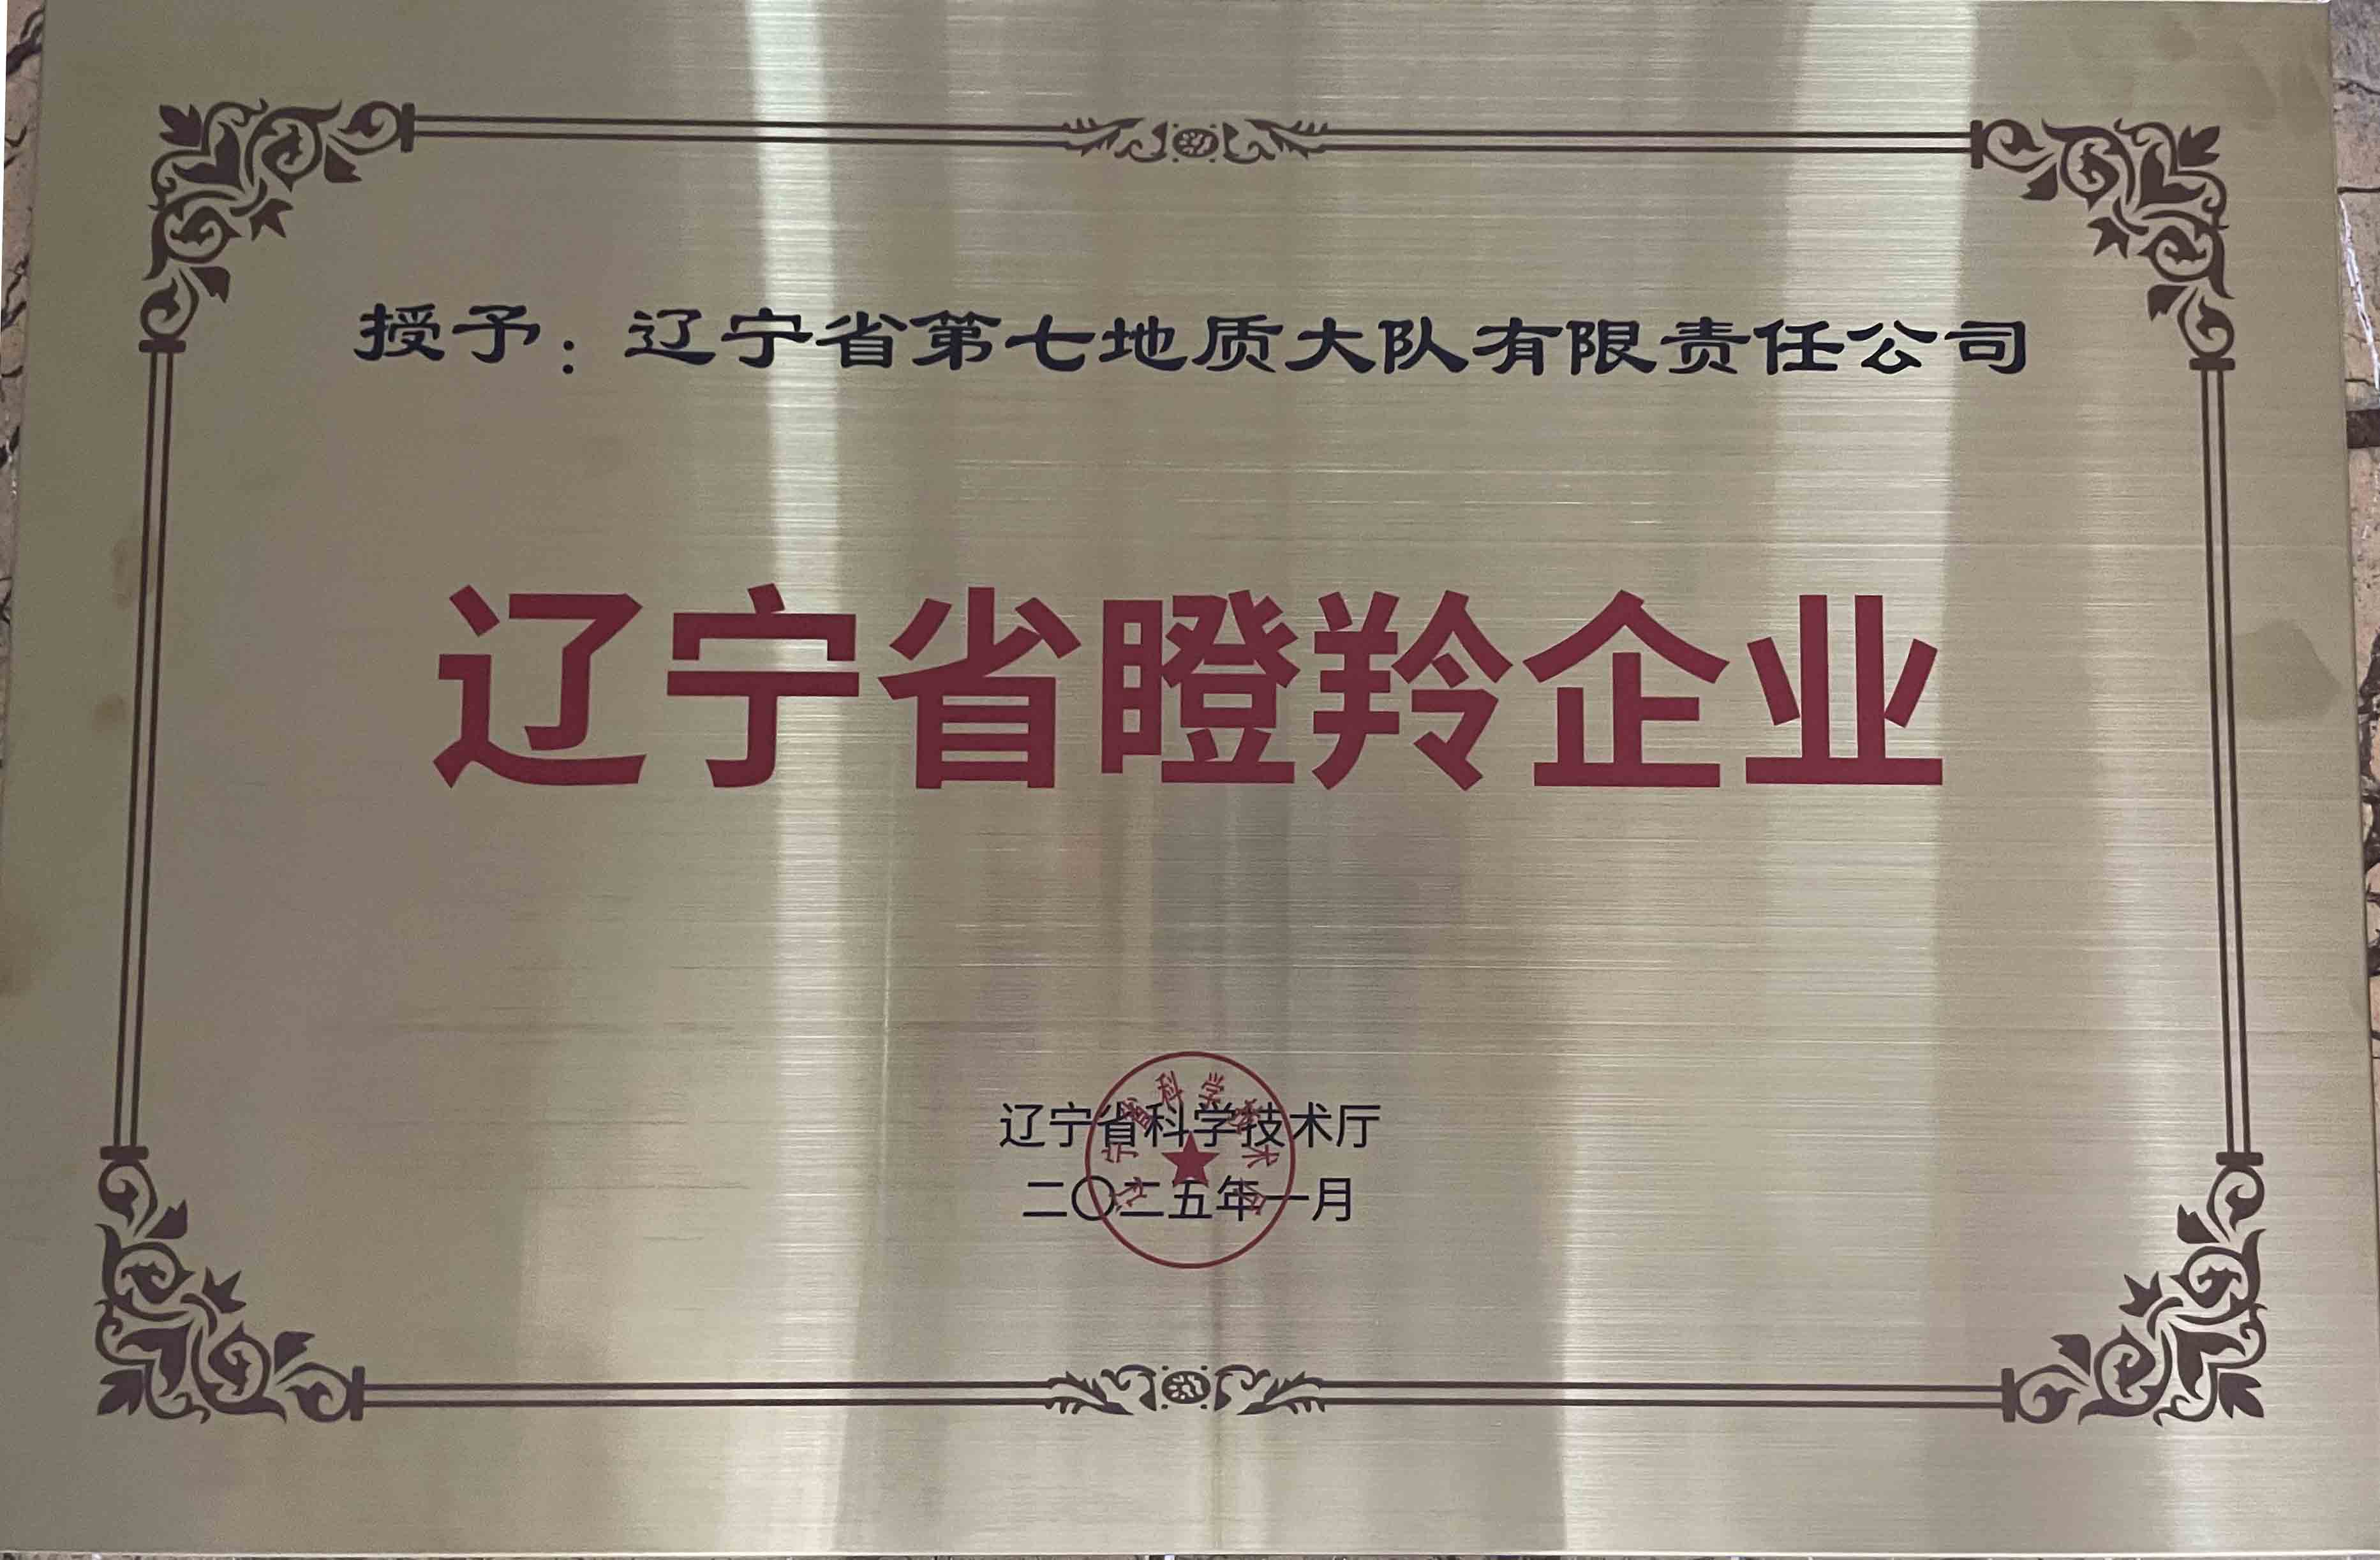 授予：辽宁省第七地质大队有限责任公司
辽宁省瞪羚企业
辽宁省科学技术厅
二〇二五年一月